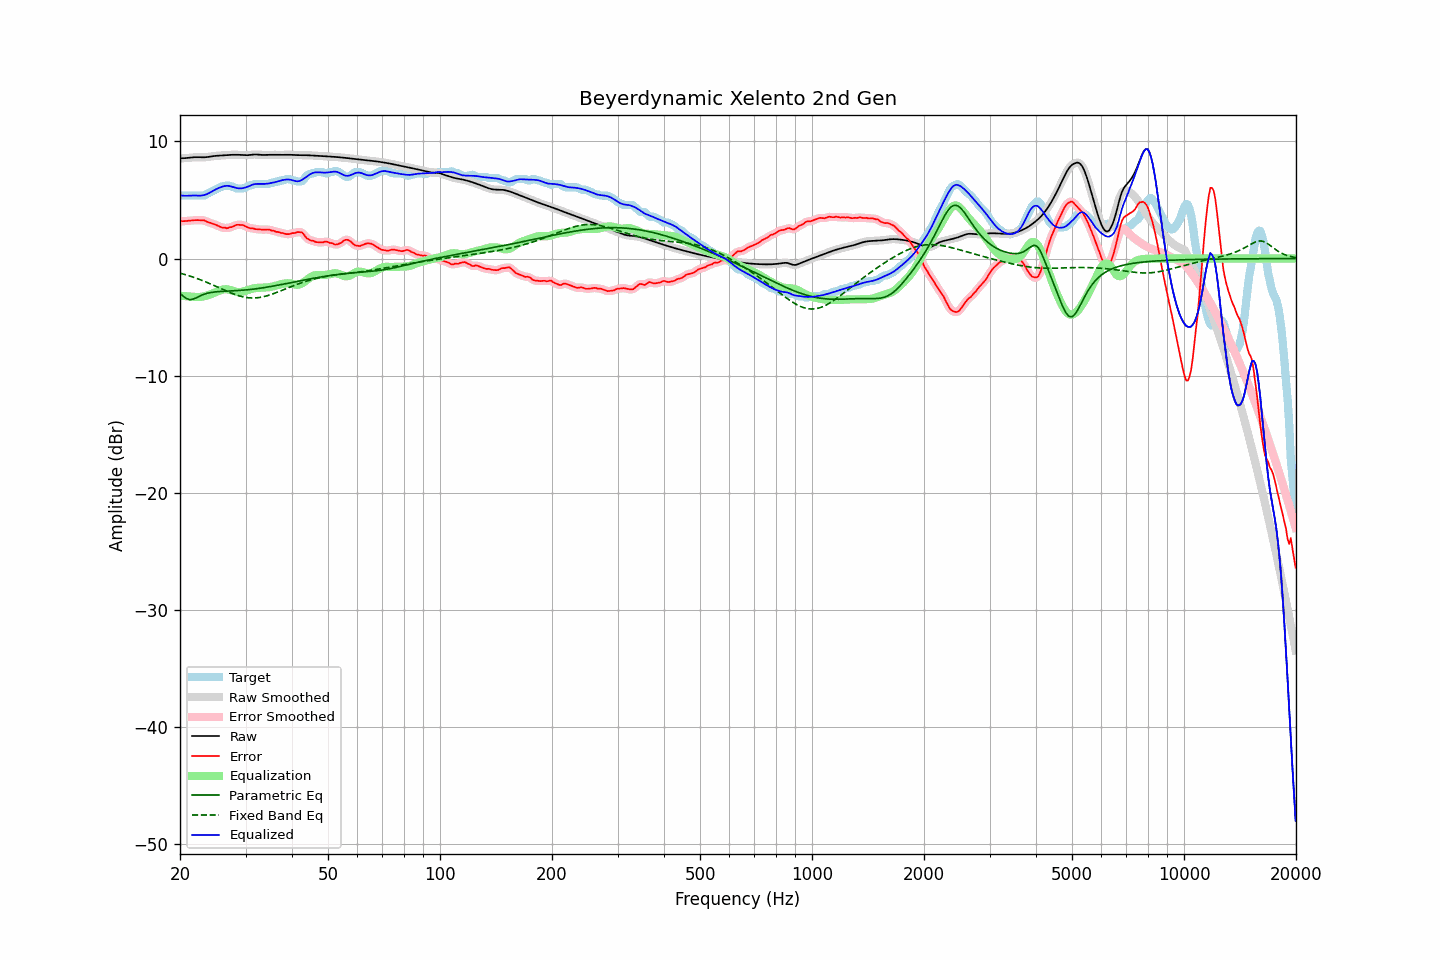 Beyerdynamic Xelento 2nd Gen
10
0
−10
−20
−30
−40
−50
Amplitude (dBr)
Target
Raw Smoothed
Error Smoothed
Raw
Error
Equalization
Parametric Eq
Fixed Band Eq
Equalized
20 50 100 200 500 1000 2000 5000 10000 20000
Frequency (Hz)